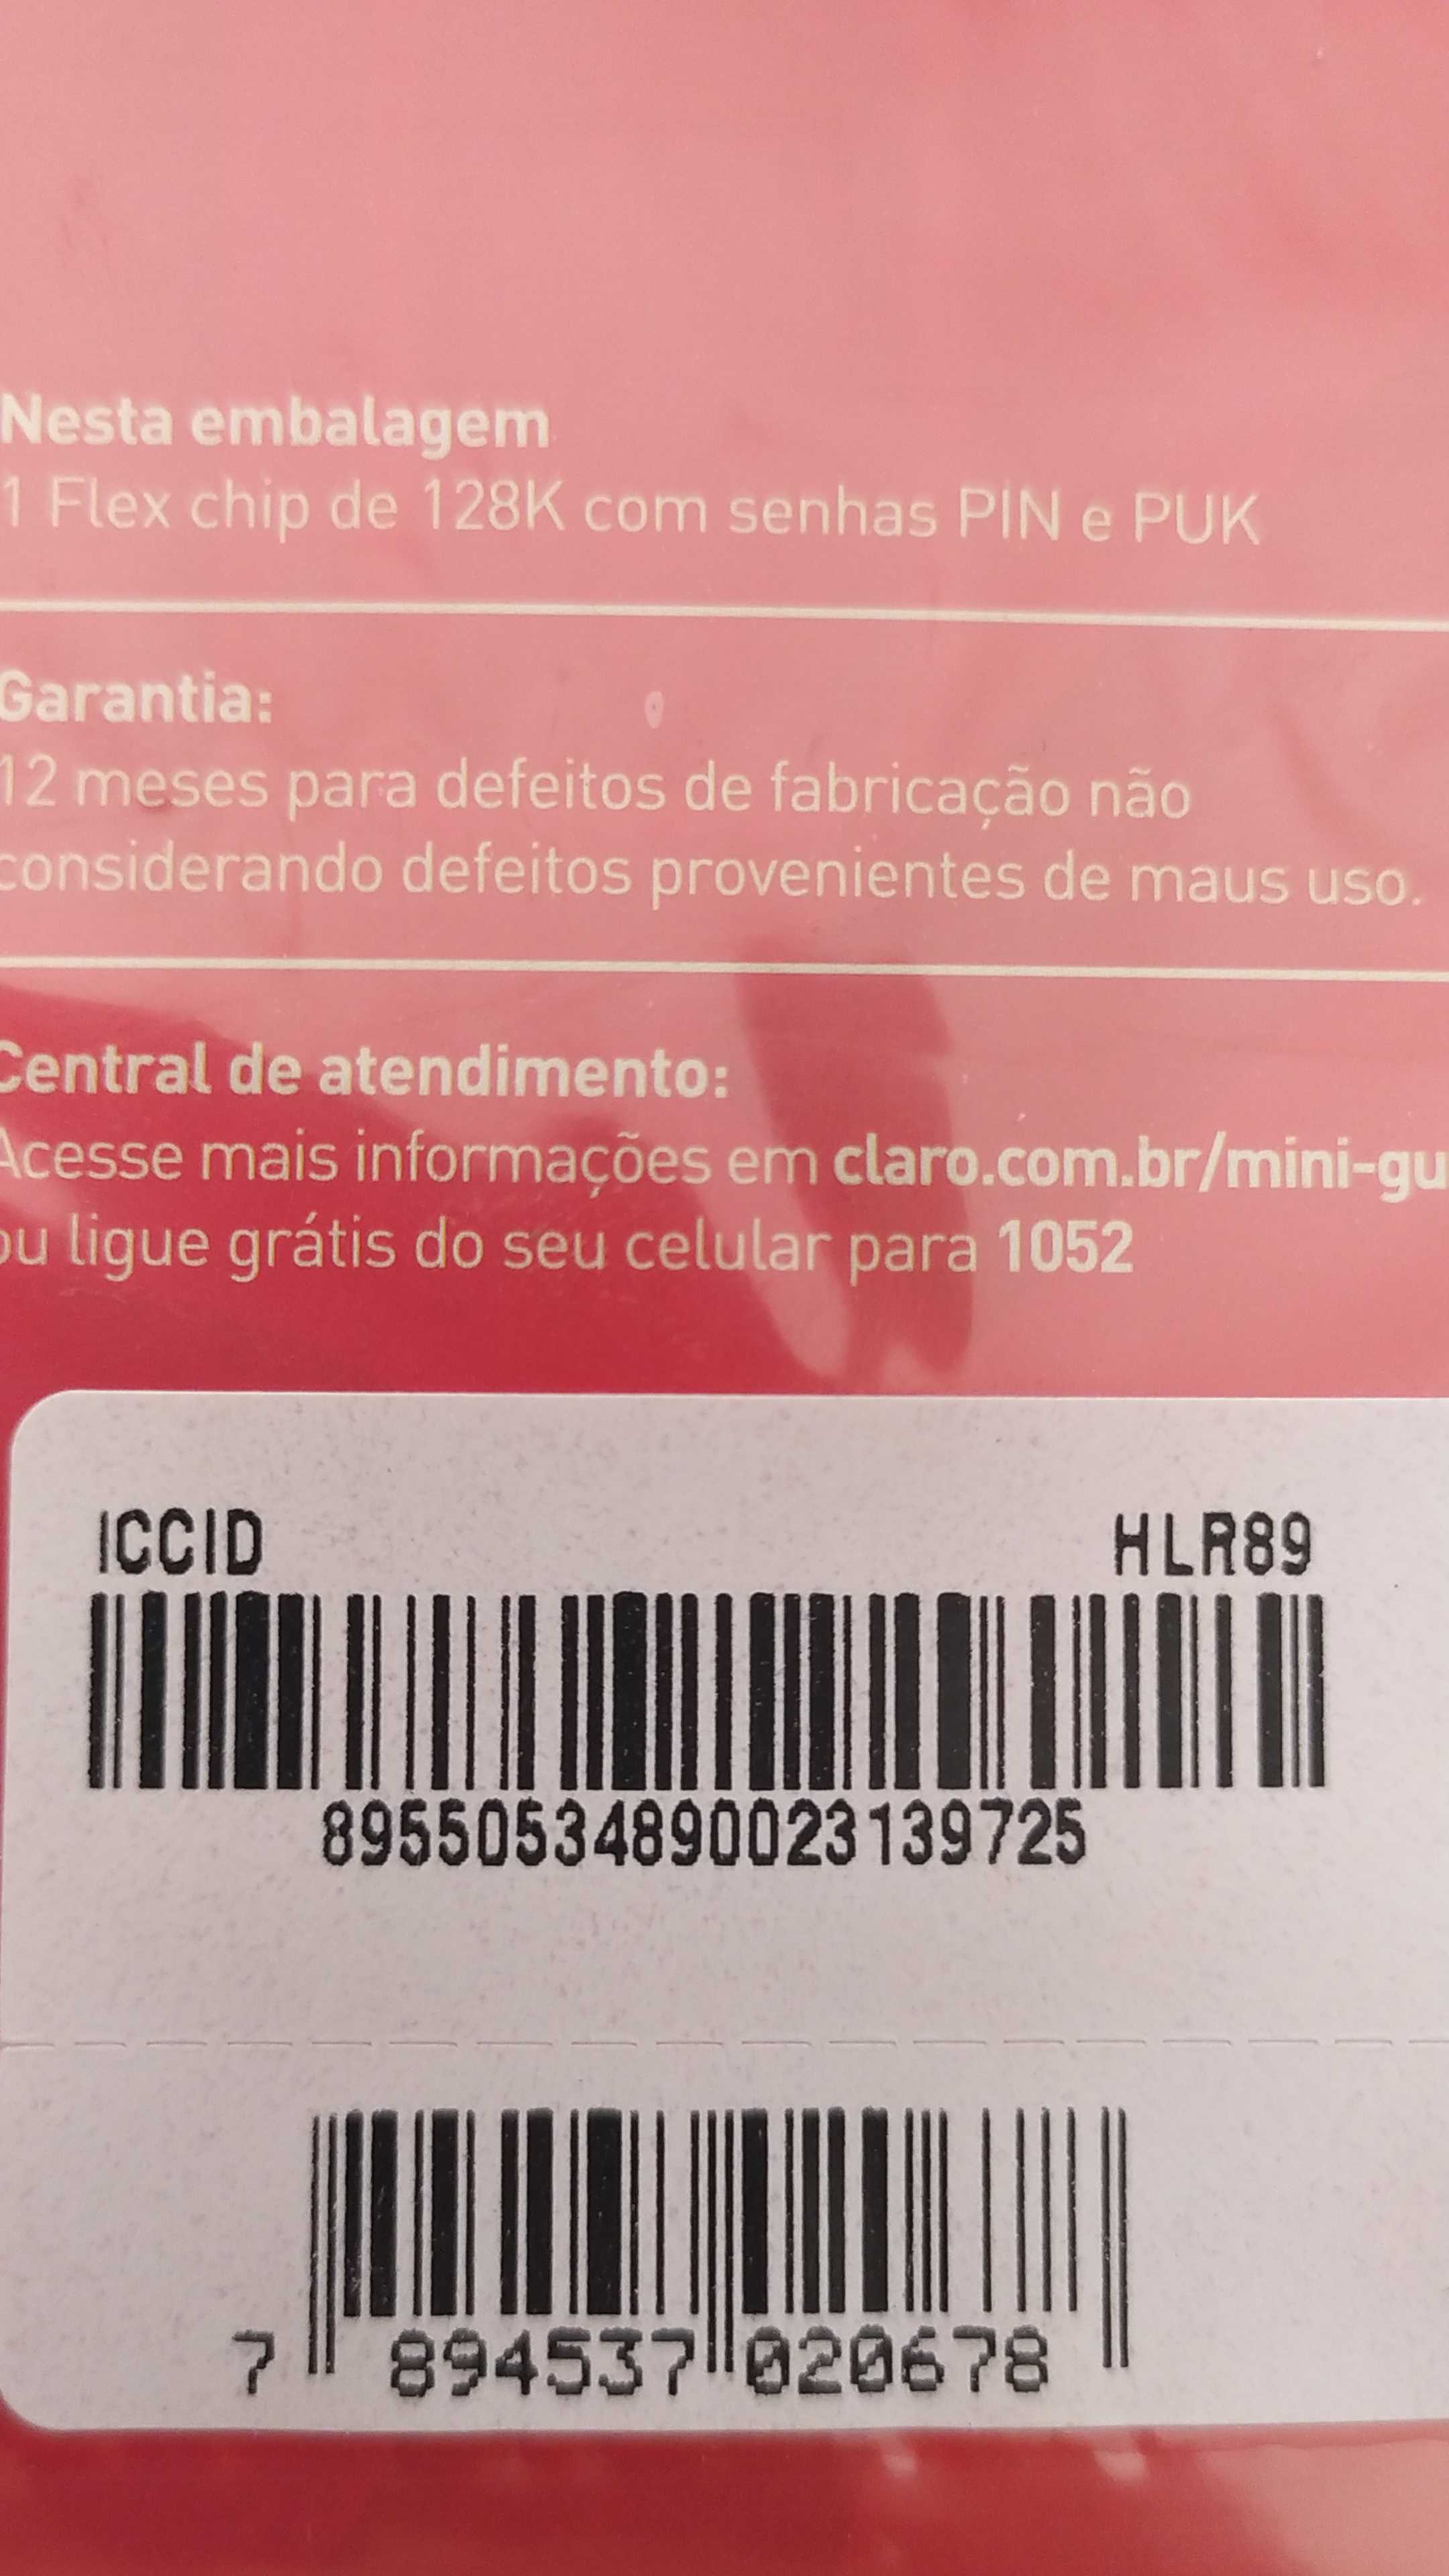 Nesta embalagem
1 Flex chip de 128K com senhas PIN e PUK
Garantia:
12 meses para defeitos de fabricação não
considerando defeitos provenientes de maus uso.
Central de atendimento:
Acesse mais informações em claro.com.br/mini-gu
ou ligue grátis do seu celular para 1052
ICCID HLR89
89550534890023139725
7 894537 020678